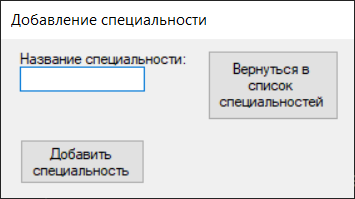 Добавление специальности
Название специальности:
Вернуться в
список
специальностей
Добавить
специальность